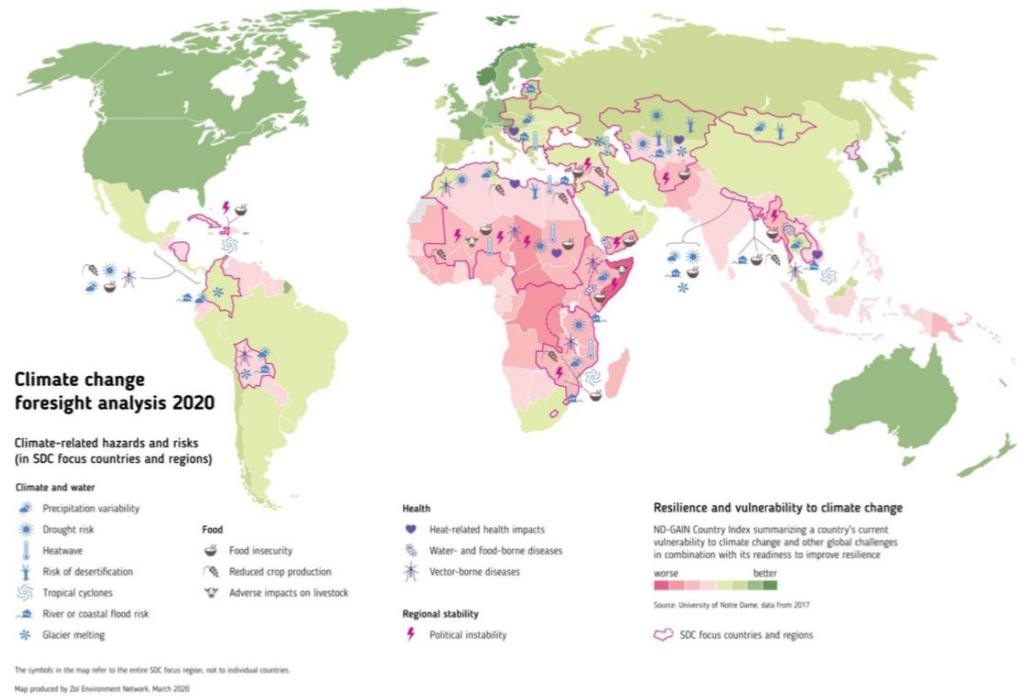 Climate change
foresight analysis 2020
Climate-related hazards and risks
(in SDC focus countries and regions)
Climate and water
Precipitation variability
Drought risk
Heatwave
Risk of desertification
Tropical cyclones
River or coastal flood risk
Glacier melting
Food
Food insecurity
Reduced crop production
Adverse impacts on livestock
Health
Heat-related health impacts
Water- and food-borne diseases
Vector-borne diseases
Regional stability
Political instability
Resilience and vulnerability to climate change
ND-GAIN Country Index summarizing a country's current
vulnerability to climate change and other global challenges
in combination with its readiness to improve resilience
worse better
Source: University of Notre Dame, data from 2017
SDC focus countries and regions
The symbols in the map refer to the entire SDC focus region, not to individual countries.
Map produced by Zoï Environment Network, March 2020